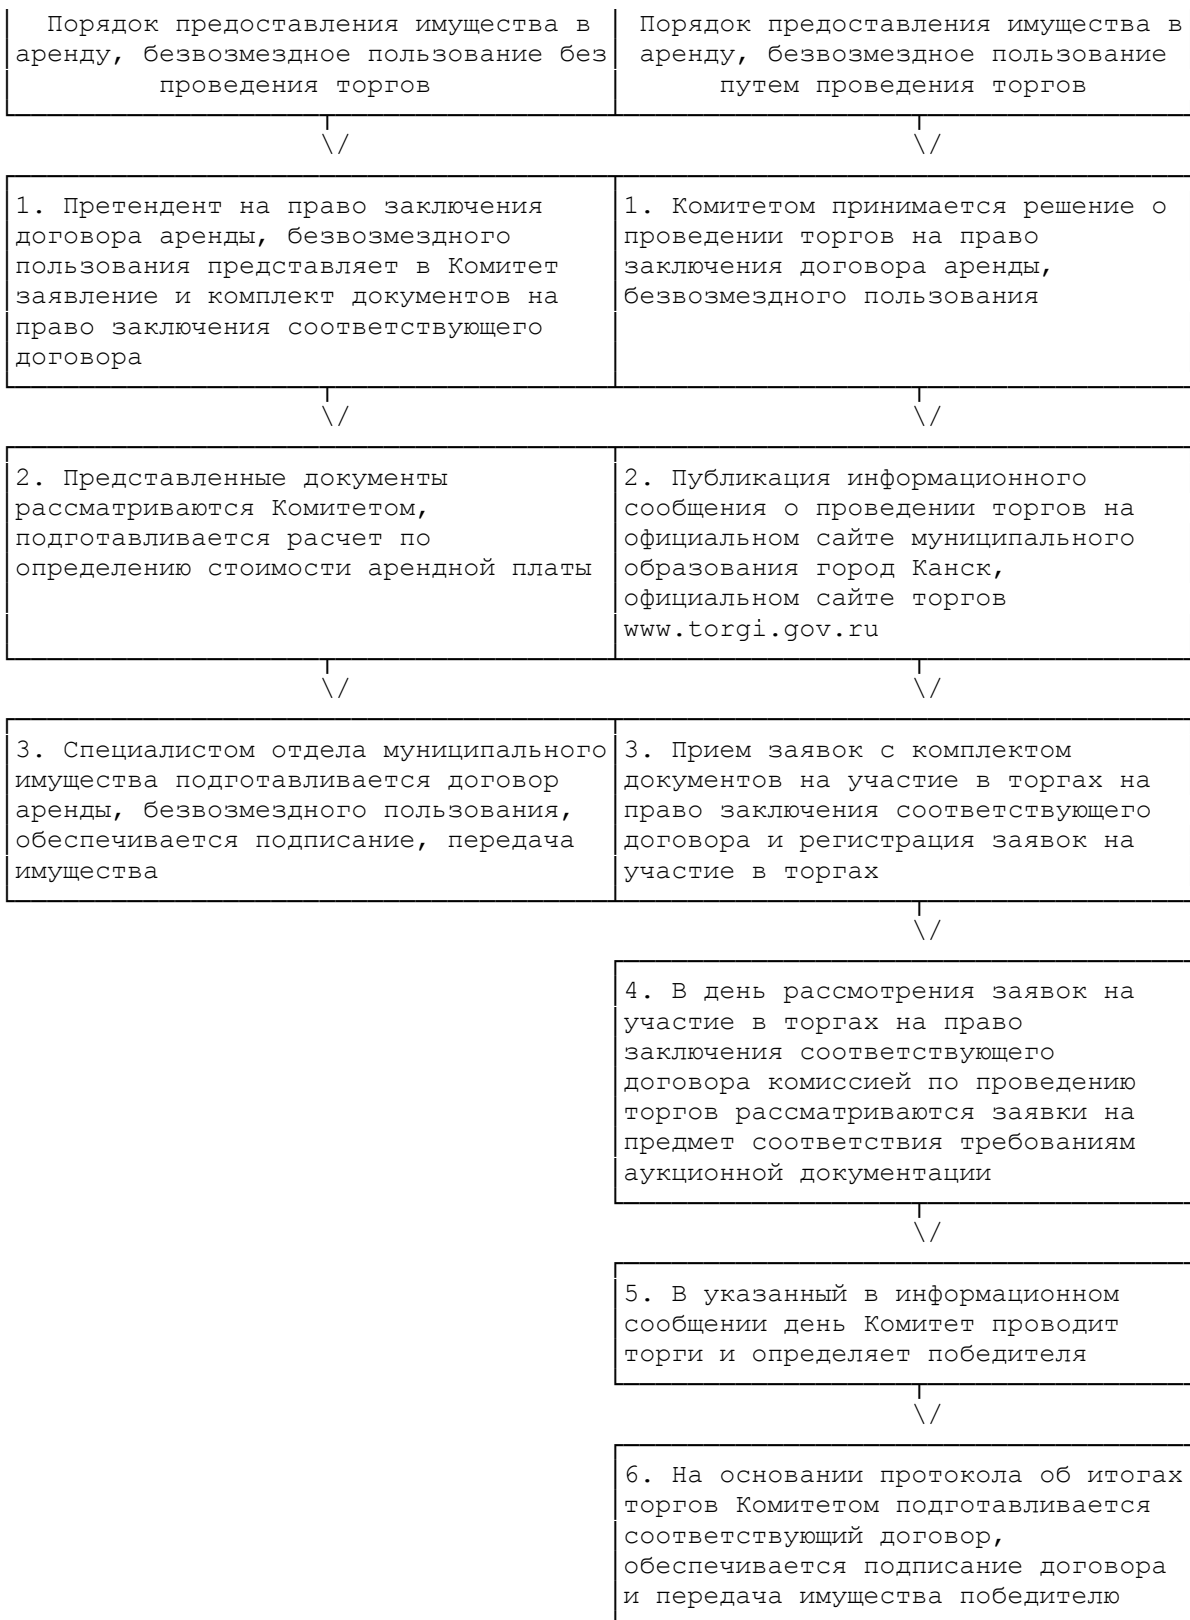 Порядок предоставления имущества в
аренду, безвозмездное пользование без
проведения торгов
Порядок предоставления имущества в
аренду, безвозмездное пользование
путем проведения торгов
\/
\/
1. Претендент на право заключения
договора аренды, безвозмездного
пользования представляет в Комитет
заявление и комплект документов на
право заключения соответствующего
договора
1. Комитетом принимается решение о
проведении торгов на право
заключения договора аренды,
безвозмездного пользования
\/
\/
2. Представленные документы
рассматриваются Комитетом,
подготавливается расчет по
определению стоимости арендной платы
2. Публикация информационного
сообщения о проведении торгов на
официальном сайте муниципального
образования город Канск,
официальном сайте торгов
www.torgi.gov.ru
\/
\/
3. Специалистом отдела муниципального
имущества подготавливается договор
аренды, безвозмездного пользования,
обеспечивается подписание, передача
имущества
3. Прием заявок с комплектом
документов на участие в торгах на
право заключения соответствующего
договора и регистрация заявок на
участие в торгах
\/
4. В день рассмотрения заявок на
участие в торгах на право
заключения соответствующего
договора комиссией по проведению
торгов рассматриваются заявки на
предмет соответствия требованиям
аукционной документации
\/
5. В указанный в информационном
сообщении день Комитет проводит
торги и определяет победителя
\/
6. На основании протокола об итогах
торгов Комитетом подготавливается
соответствующий договор,
обеспечивается подписание договора
и передача имущества победителю